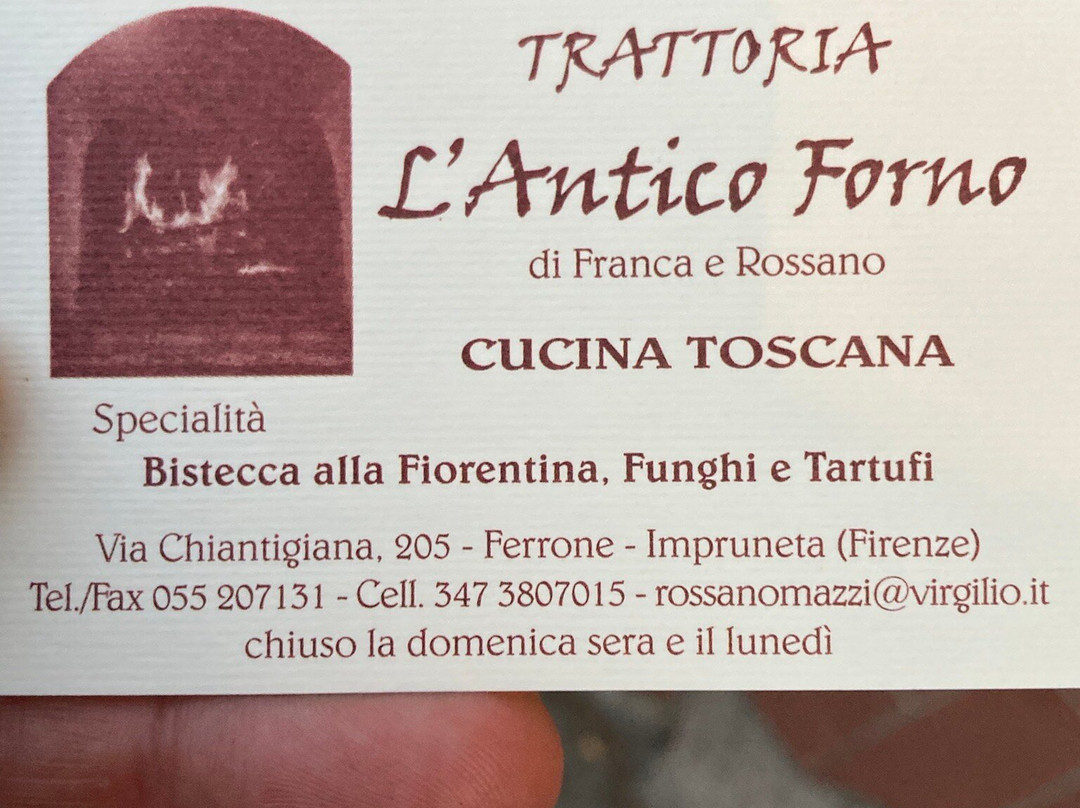 TRATTORIA
L'Antico Forno
di Franca e Rossano
CUCINA TOSCANA
Specialità
Bistecca alla Fiorentina, Funghi e Tartufi
Via Chiantigiana, 205 - Ferrone - Impruneta (Firenze)
Tel./Fax 055 207131 - Cell. 347 3807015 - rossanomazzi@virgilio.it
chiuso la domenica sera e il lunedì